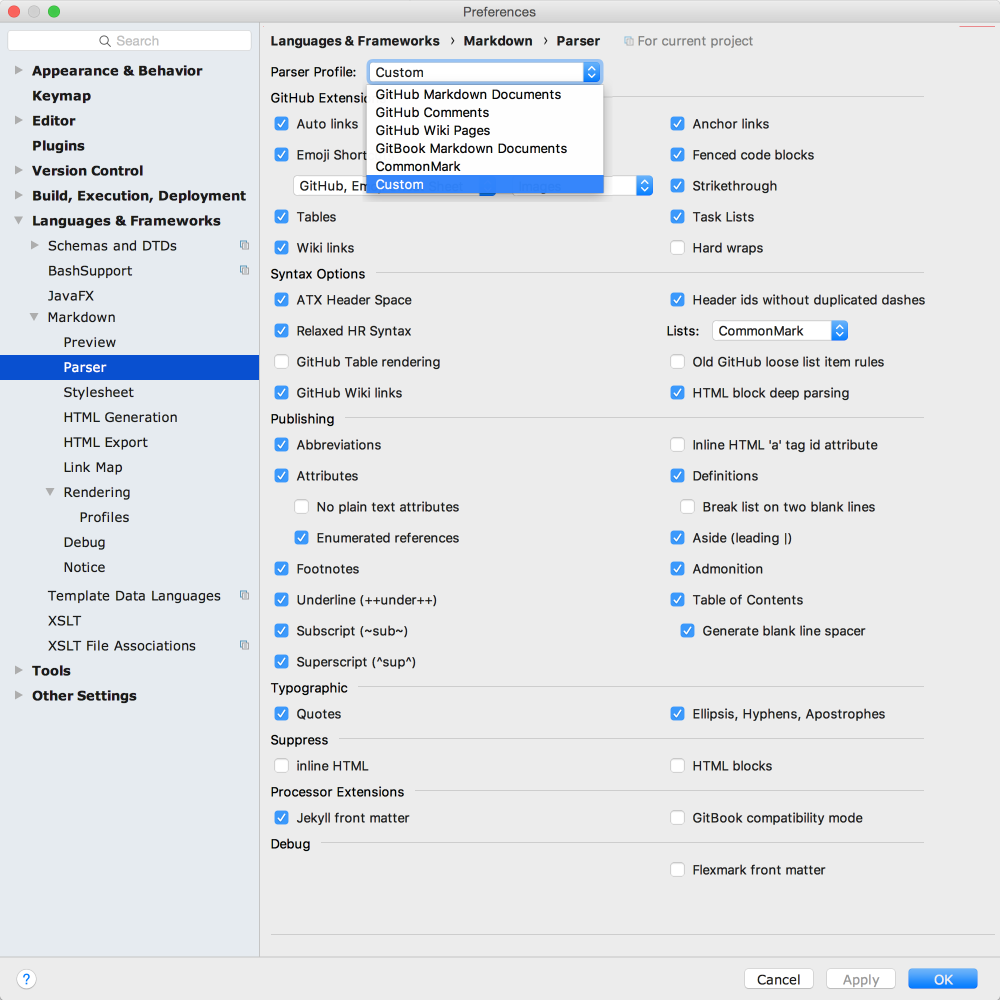 Preferences
Search
Appearance & Behavior
Keymap
Editor
Plugins
Version Control
Build, Execution, Deployment
Languages & Frameworks
Schemas and DTDs
BashSupport
JavaFX
Markdown
Preview
Parser
Stylesheet
HTML Generation
HTML Export
Link Map
Rendering
Profiles
Debug
Notice
Template Data Languages
XSLT
XSLT File Associations
Tools
Other Settings
?
Languages & Frameworks › Markdown › Parser For current project
Parser Profile: Custom
GitHub Markdown Documents
GitHub Comments
GitHub Wiki Pages
GitBook Markdown Documents
CommonMark
Custom
GitHub
Auto links Anchor links
Emoji Fenced code blocks
GitHub, Strikethrough
Tables Task Lists
Wiki links Hard wraps
Syntax Options
ATX Header Space Header ids without duplicated dashes
Relaxed HR Syntax Lists: CommonMark
GitHub Table rendering Old GitHub loose list item rules
GitHub Wiki links HTML block deep parsing
Publishing
Abbreviations Inline HTML 'a' tag id attribute
Attributes Definitions
No plain text attributes Break list on two blank lines
Enumerated references Aside (leading |)
Footnotes Admonition
Underline (++under++) Table of Contents
Subscript (~sub~) Generate blank line spacer
Superscript (^sup^)
Typographic
Quotes Ellipsis, Hyphens, Apostrophes
Suppress
inline HTML HTML blocks
Processor Extensions
Jekyll front matter GitBook compatibility mode
Debug
Flexmark front matter
Cancel Apply OK